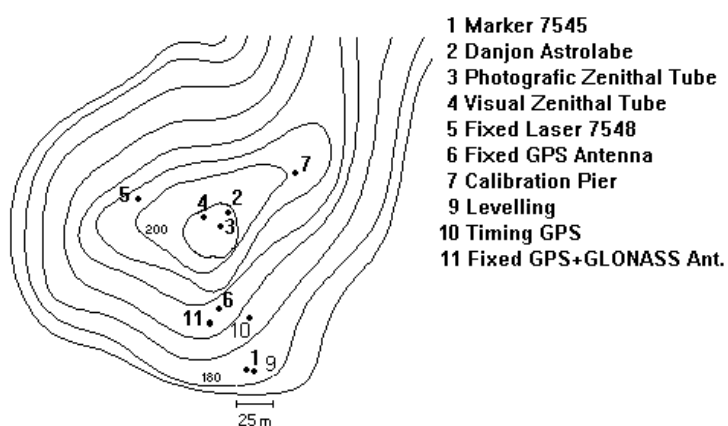 1 Marker 7545
2 Danjon Astrolabe
3 Photografic Zenithal Tube
4 Visual Zenithal Tube
5 Fixed Laser 7548
6 Fixed GPS Antenna
7 Calibration Pier
9 Levelling
10 Timing GPS
11 Fixed GPS+GLONASS Ant.
7
5
4
2
200
3
6
11
10
1
9
180
25 m